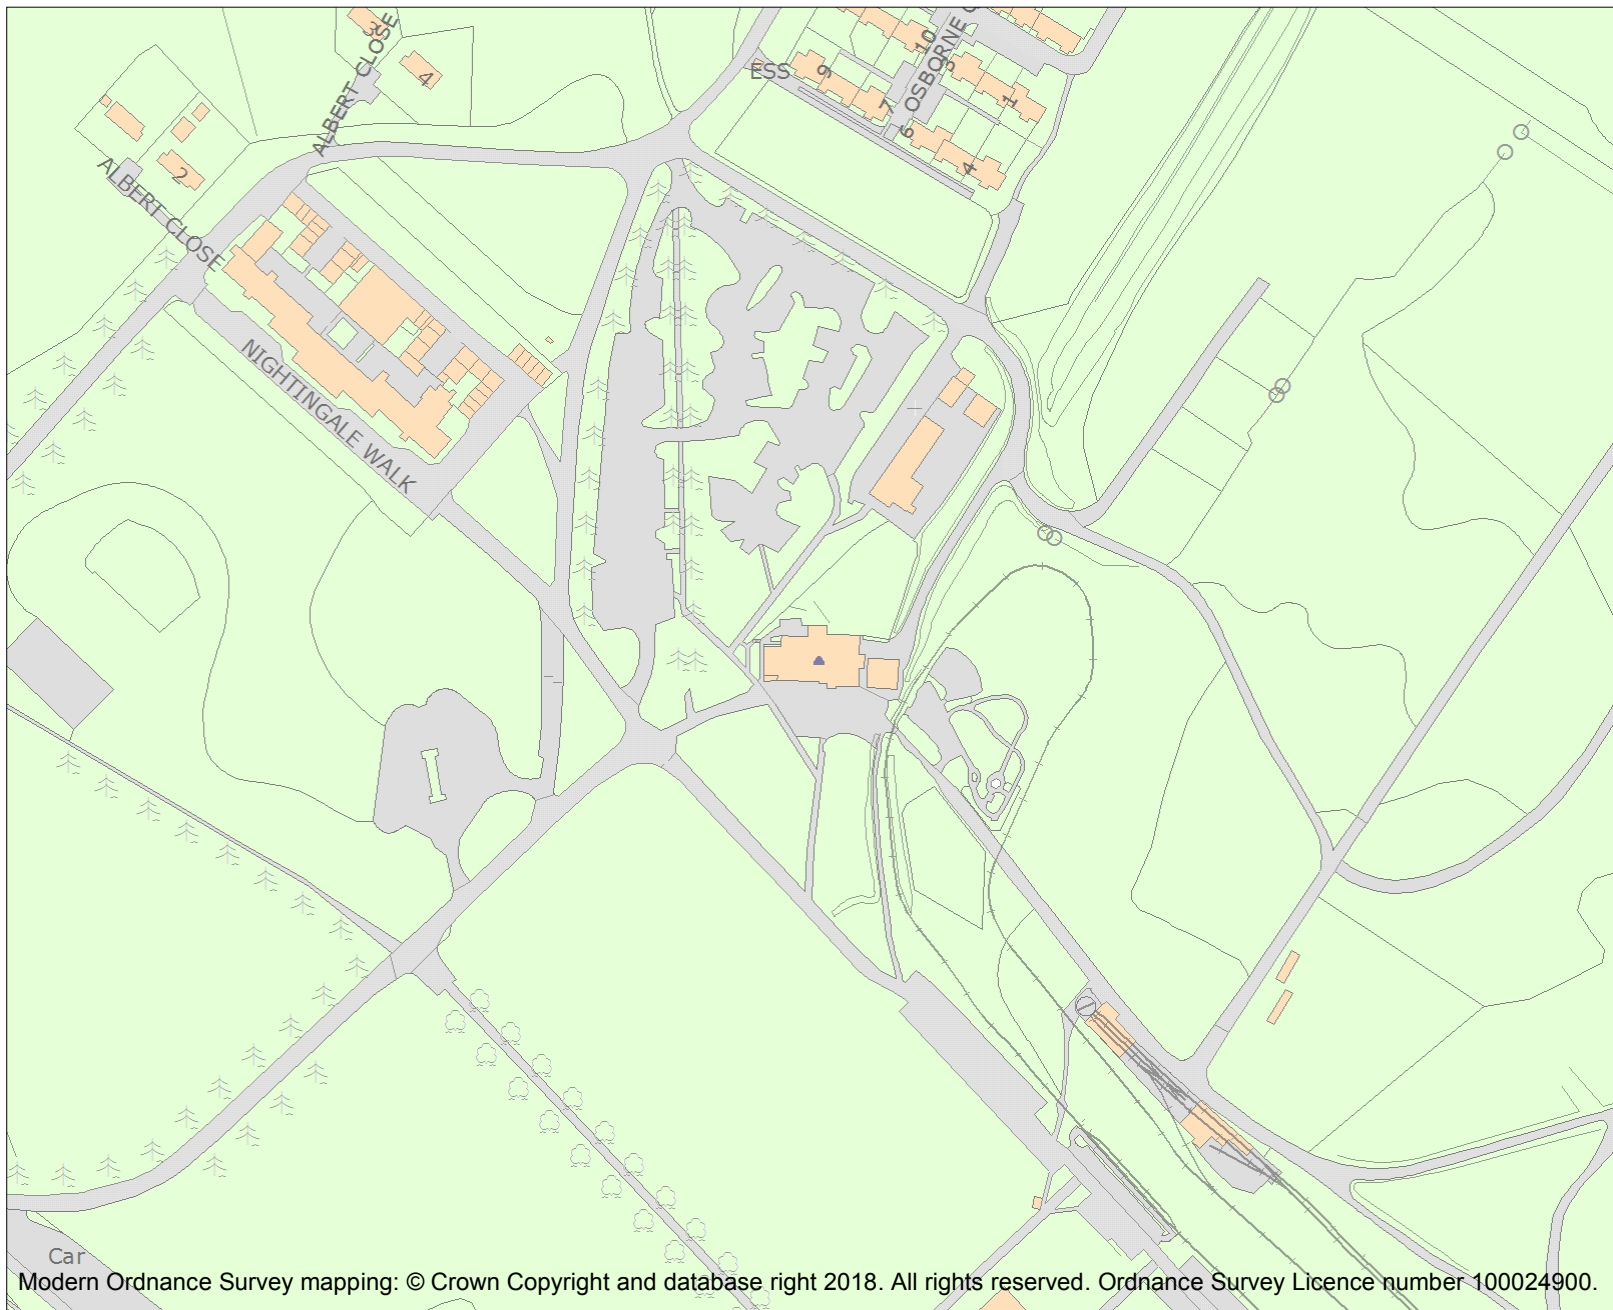 3
ALBERT CLOSE
4
ESS
9
10
OSBORNE
3
1
7
6
4
2
ALBERT CLOSE
NIGHTINGALE WALK
Car
Modern Ordnance Survey mapping: © Crown Copyright and database right 2018. All rights reserved. Ordnance Survey Licence number 100024900.